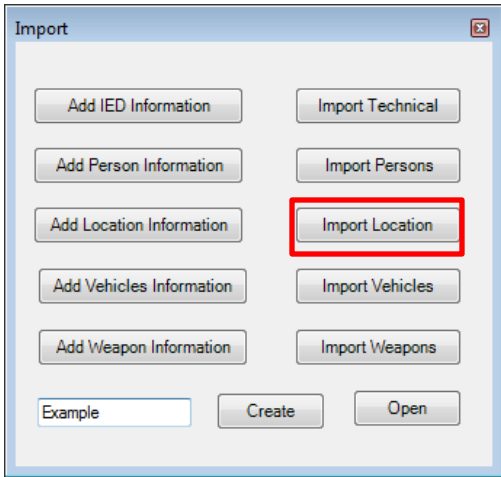 Import
Add IED Information
Import Technical
Add Person Information
Import Persons
Add Location Information
Import Location
Add Vehicles Information
Import Vehicles
Add Weapon Information
Import Weapons
Example
Create
Open